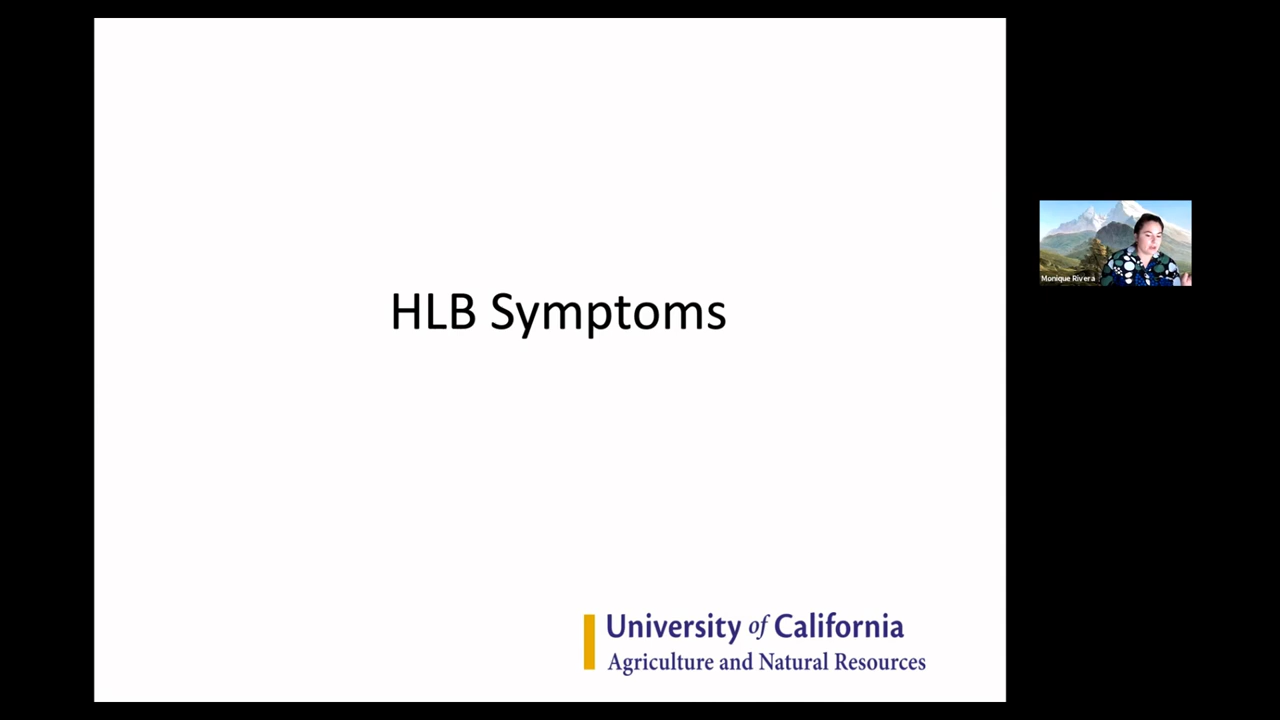 HLB Symptoms
Monique Rivera
University of California
Agriculture and Natural Resources